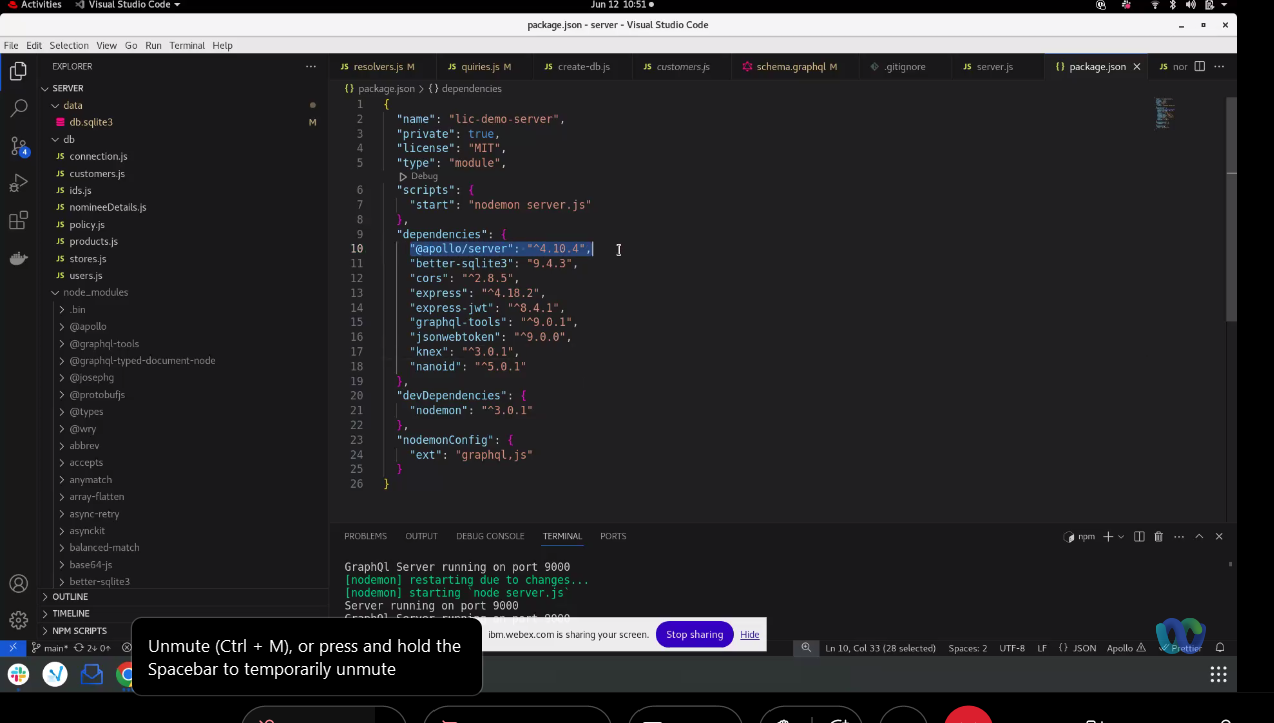 Activities
Visual Studio Code
Jun 12 10:51
package.json - server - Visual Studio Code
File Edit Selection View Go Run Terminal Help
EXPLORER
SERVER
data
db.sqlite3 M
db
connection.js
customers.js
ids.js
nomineeDetails.js
policy.js
products.js
stores.js
users.js
node_modules
.bin
@apollo
@graphql-tools
@graphql-typed-document-node
@josephg
@protobufjs
@types
@wry
abbrev
accepts
anymatch
array-flatten
async-retry
asynckit
balanced-match
base64-js
better-sqlite3
OUTLINE
TIMELINE
NPM SCRIPTS
4
resolvers.js M
quiries.js M
create-db.js
customers.js
schema.graphql M
.gitignore
server.js
package.json
nor
package.json > {} dependencies
1 {
2 "name": "lic-demo-server",
3 "private": true,
4 "license": "MIT",
5 "type": "module",
Debug
6 "scripts": {
7 "start": "nodemon server.js"
8 },
9 "dependencies": {
10 "@apollo/server": "^4.10.4",
11 "better-sqlite3": "9.4.3",
12 "cors": "^2.8.5",
13 "express": "^4.18.2",
14 "express-jwt": "^8.4.1",
15 "graphql-tools": "^9.0.1",
16 "jsonwebtoken": "^9.0.0",
17 "knex": "^3.0.1",
18 "nanoid": "^5.0.1"
19 },
20 "devDependencies": {
21 "nodemon": "^3.0.1"
22 },
23 "nodemonConfig": {
24 "ext": "graphql,js"
25 }
26 }
PROBLEMS OUTPUT DEBUG CONSOLE TERMINAL PORTS
npm
GraphQl Server running on port 9000
[nodemon] restarting due to changes...
[nodemon] starting `node server.js`
Server running on port 9000
GraphQl Server running on port 9000
ibm.webex.com is sharing your screen. Stop sharing Hide
Unmute (Ctrl + M), or press and hold the
Spacebar to temporarily unmute
main* 2↓ 0↑
Ln 10, Col 33 (28 selected) Spaces: 2 UTF-8 LF {} JSON Apollo Prettier